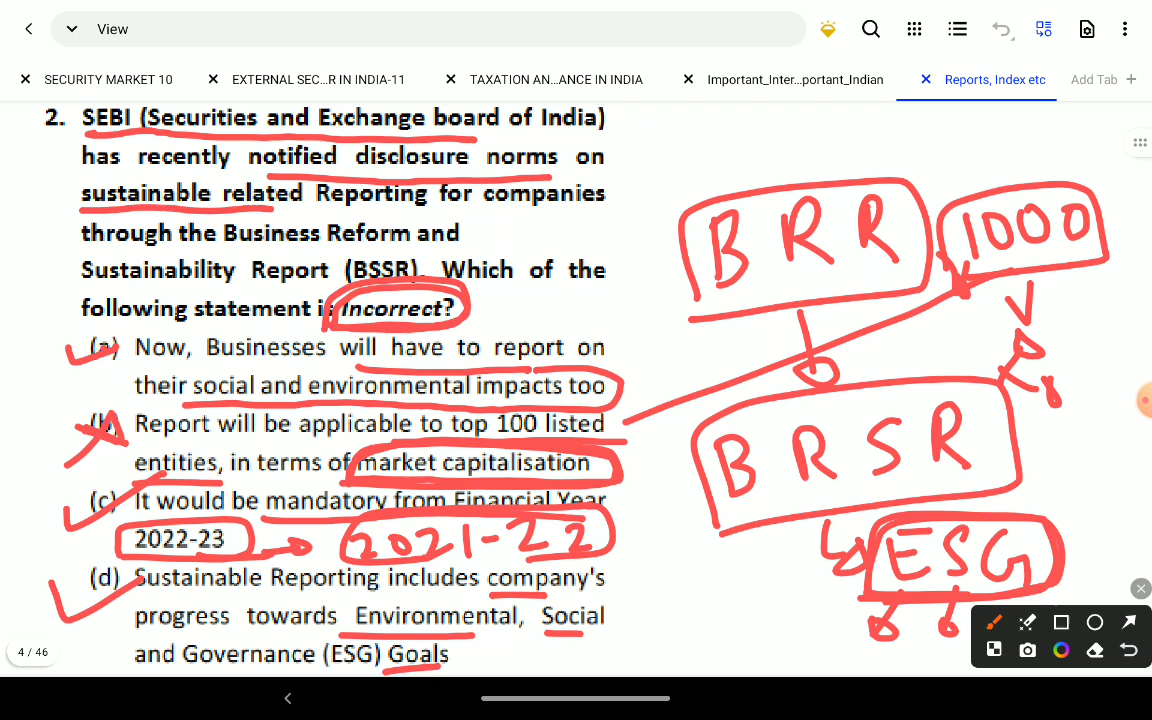 View
SECURITY MARKET 10
EXTERNAL SEC...R IN INDIA-11
TAXATION AN...ANCE IN INDIA
Important_Inter...portant_Indian
Reports, Index etc
Add Tab +
2. SEBI (Securities and Exchange board of India)
has recently notified disclosure norms on
sustainable related Reporting for companies
through the Business Reform and
Sustainability Report (BSSR). Which of the
following statement is Incorrect?
(a) Now, Businesses will have to report on
their social and environmental impacts too
(b) Report will be applicable to top 100 listed
entities, in terms of market capitalisation
(c) It would be mandatory from Financial Year
2022-23
2021-22
(d) Sustainable Reporting includes company's
progress towards Environmental, Social
and Governance (ESG) Goals
BRR
1000
BRSR
ESG
4 / 46